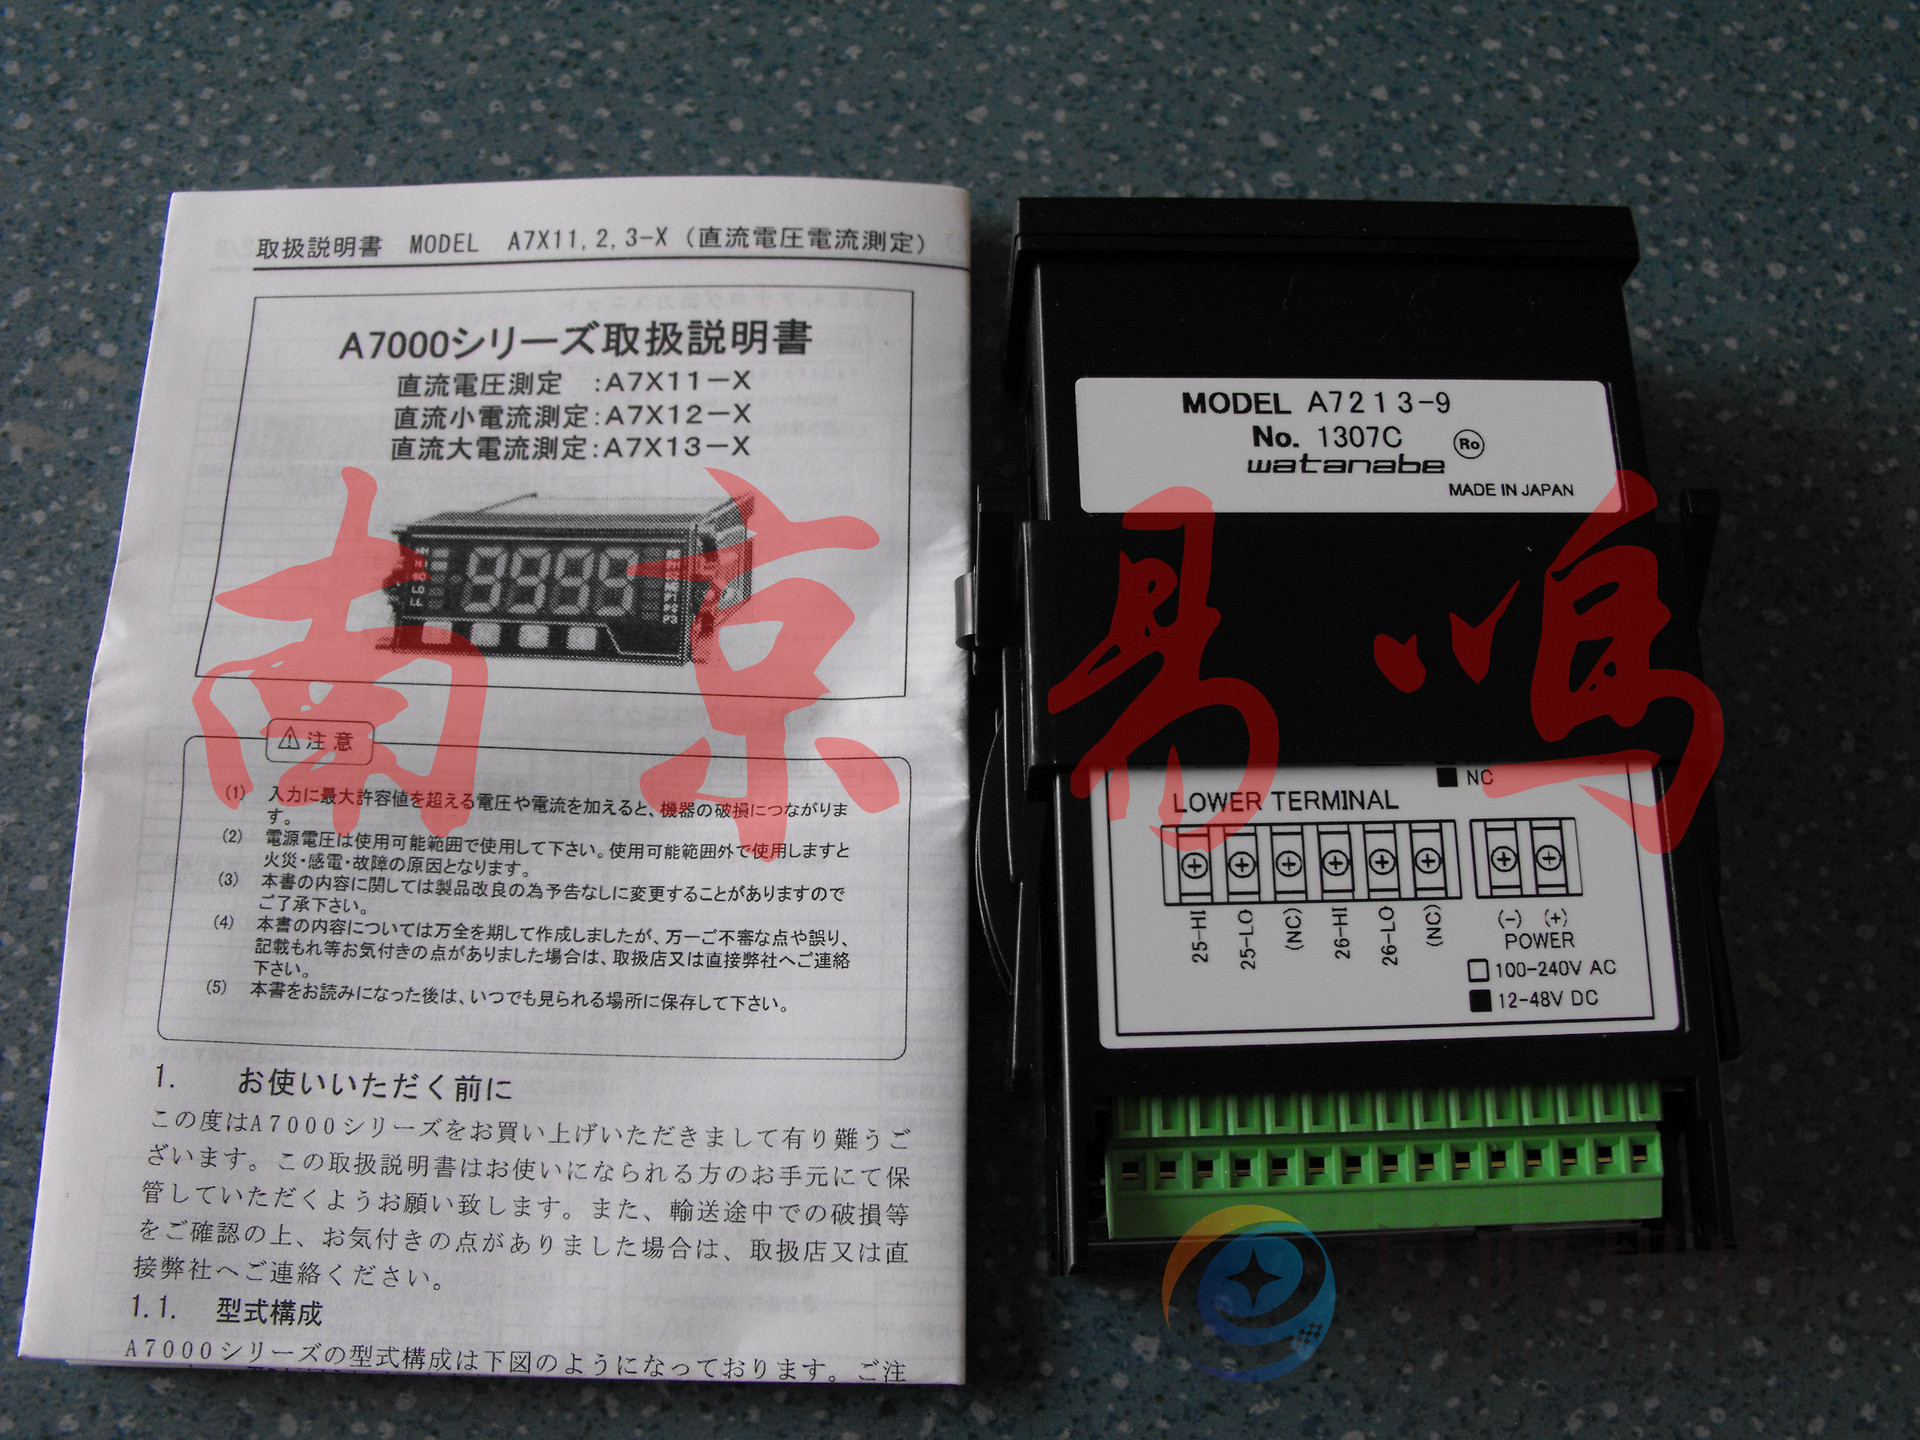 取扱説明書 MODEL A7X11,2,3-X (直流電圧電流測定)
A7000シリーズ取扱説明書
直流電圧測定 :A7X11-X
直流小電流測定:A7X12-X
直流大電流測定:A7X13-X
9999
LO
LL
南京易鸣
⚠注意
(1) 入力に最大許容値を超える電圧や電流を加えると、機器の破損につながりま
す。
(2) 電源電圧は使用可能範囲で使用して下さい。使用可能範囲外で使用しますと
火災・感電・故障の原因となります。
(3) 本書の内容に関しては製品改良の為予告なしに変更することがありますので
ご了承下さい。
(4) 本書の内容については万全を期して作成しましたが、万一ご不審な点や誤り、
記載もれ等お気付きの点がありました場合は、取扱店又は直接弊社へご連絡
下さい。
(5) 本書をお読みになった後は、いつでも見られる場所に保存して下さい。
1. お使いいただく前に
この度はA7000シリーズをお買い上げいただきまして有り難うご
ざいます。この取扱説明書はお使いになられる方のお手元にて保
管していただくようお願い致します。また、輸送途中での破損等
をご確認の上、お気付きの点がありました場合は、取扱店又は直
接弊社へご連絡ください。
1.1. 型式構成
A7000シリーズの型式構成は下図のようになっております。ご注
MODEL A7213-9
No. 1307C Ro
watanabe
MADE IN JAPAN
■ NC
LOWER TERMINAL
25-HI
25-LO
(NC)
26-HI
26-LO
(NC)
(-) (+)
POWER
□ 100-240V AC
■ 12-48V DC